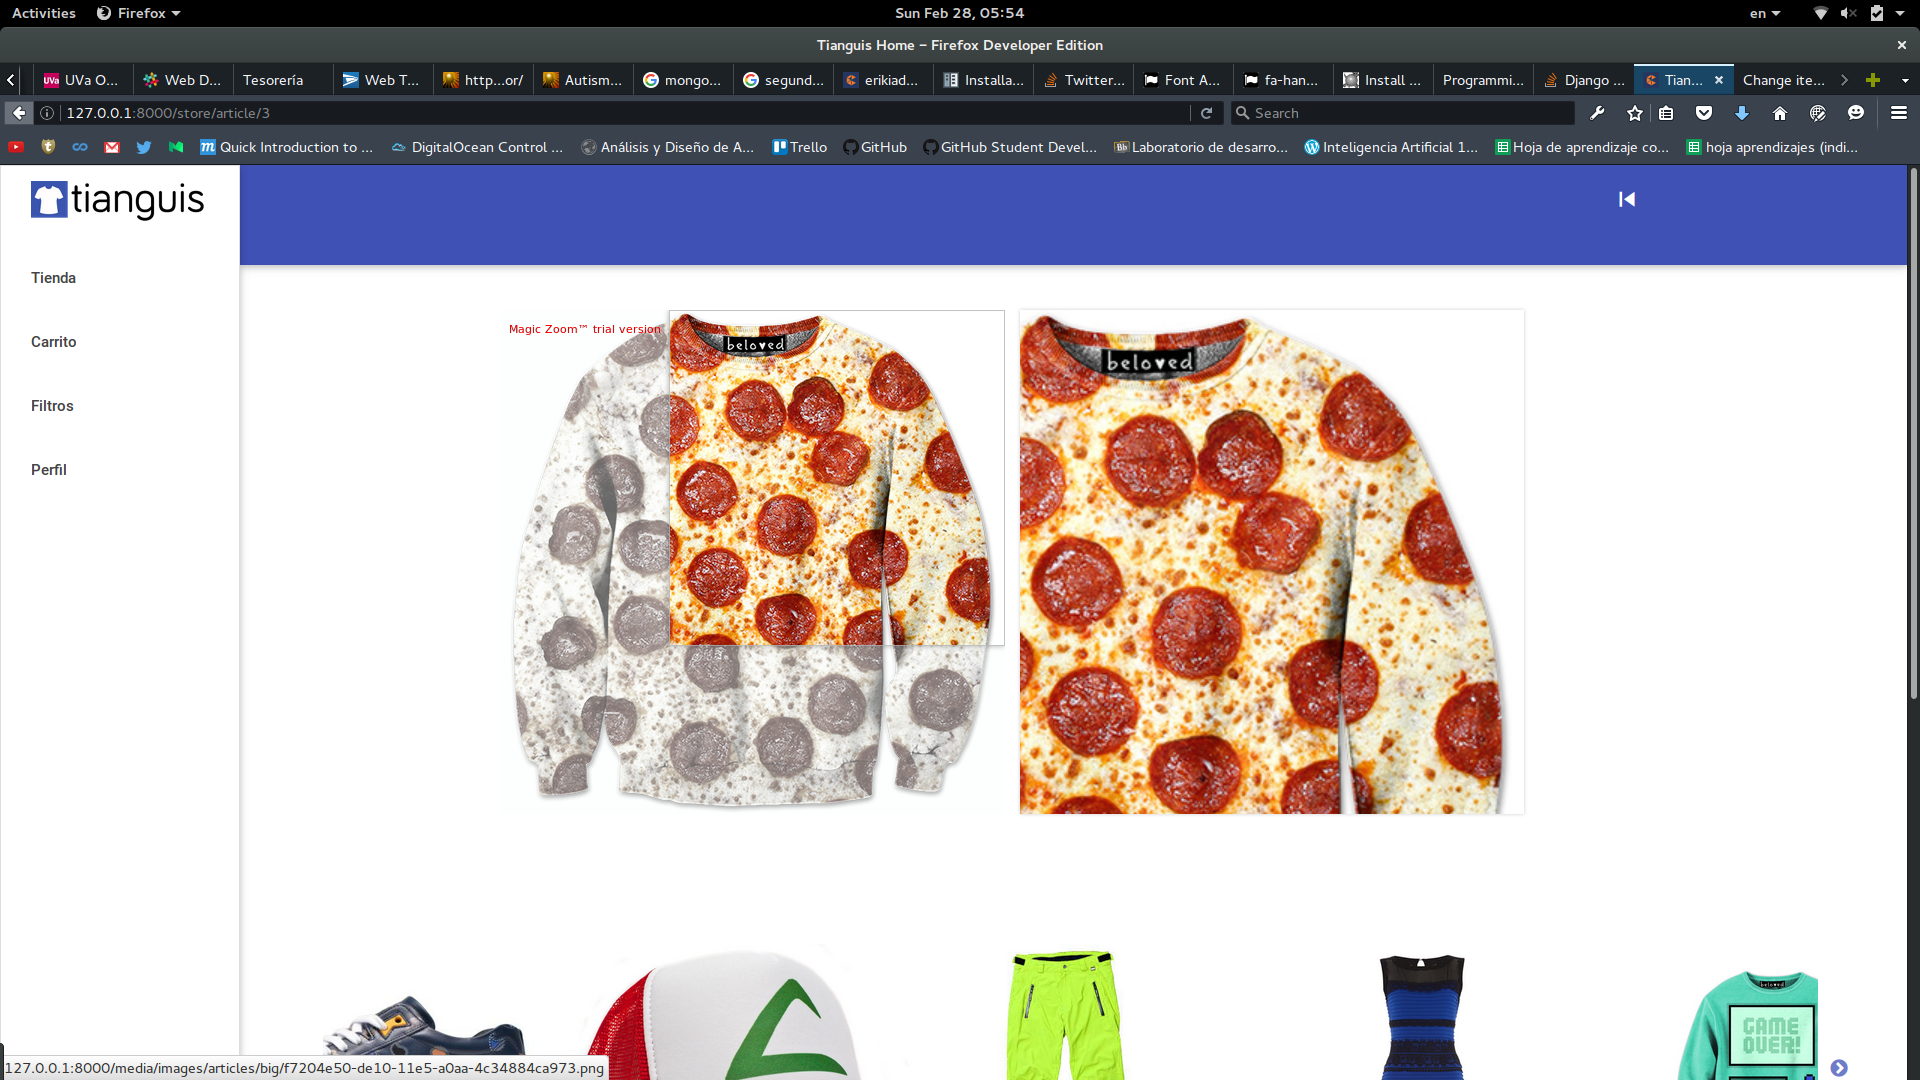 Activities Firefox Sun Feb 28, 05:54 en
Tianguis Home – Firefox Developer Edition
UVa O... Web D... Tesorería Web T... http...or/ Autism... mongo... segund... erikiad... Installa... Twitter... Font A... fa-han... Install ... Programmi... Django ... Tian... Change ite...
127.0.0.1:8000/store/article/3 Search
Quick Introduction to ... DigitalOcean Control ... Análisis y Diseño de A... Trello GitHub GitHub Student Devel... Laboratorio de desarro... Inteligencia Artificial 1... Hoja de aprendizaje co... hoja aprendizajes (indi...
tianguis
Tienda
Carrito
Filtros
Perfil
Magic Zoom™ trial version
bel♥ved
bel♥ved
beloved
GAME
OVER!
127.0.0.1:8000/media/images/articles/big/f7204e50-de10-11e5-a0aa-4c34884ca973.png